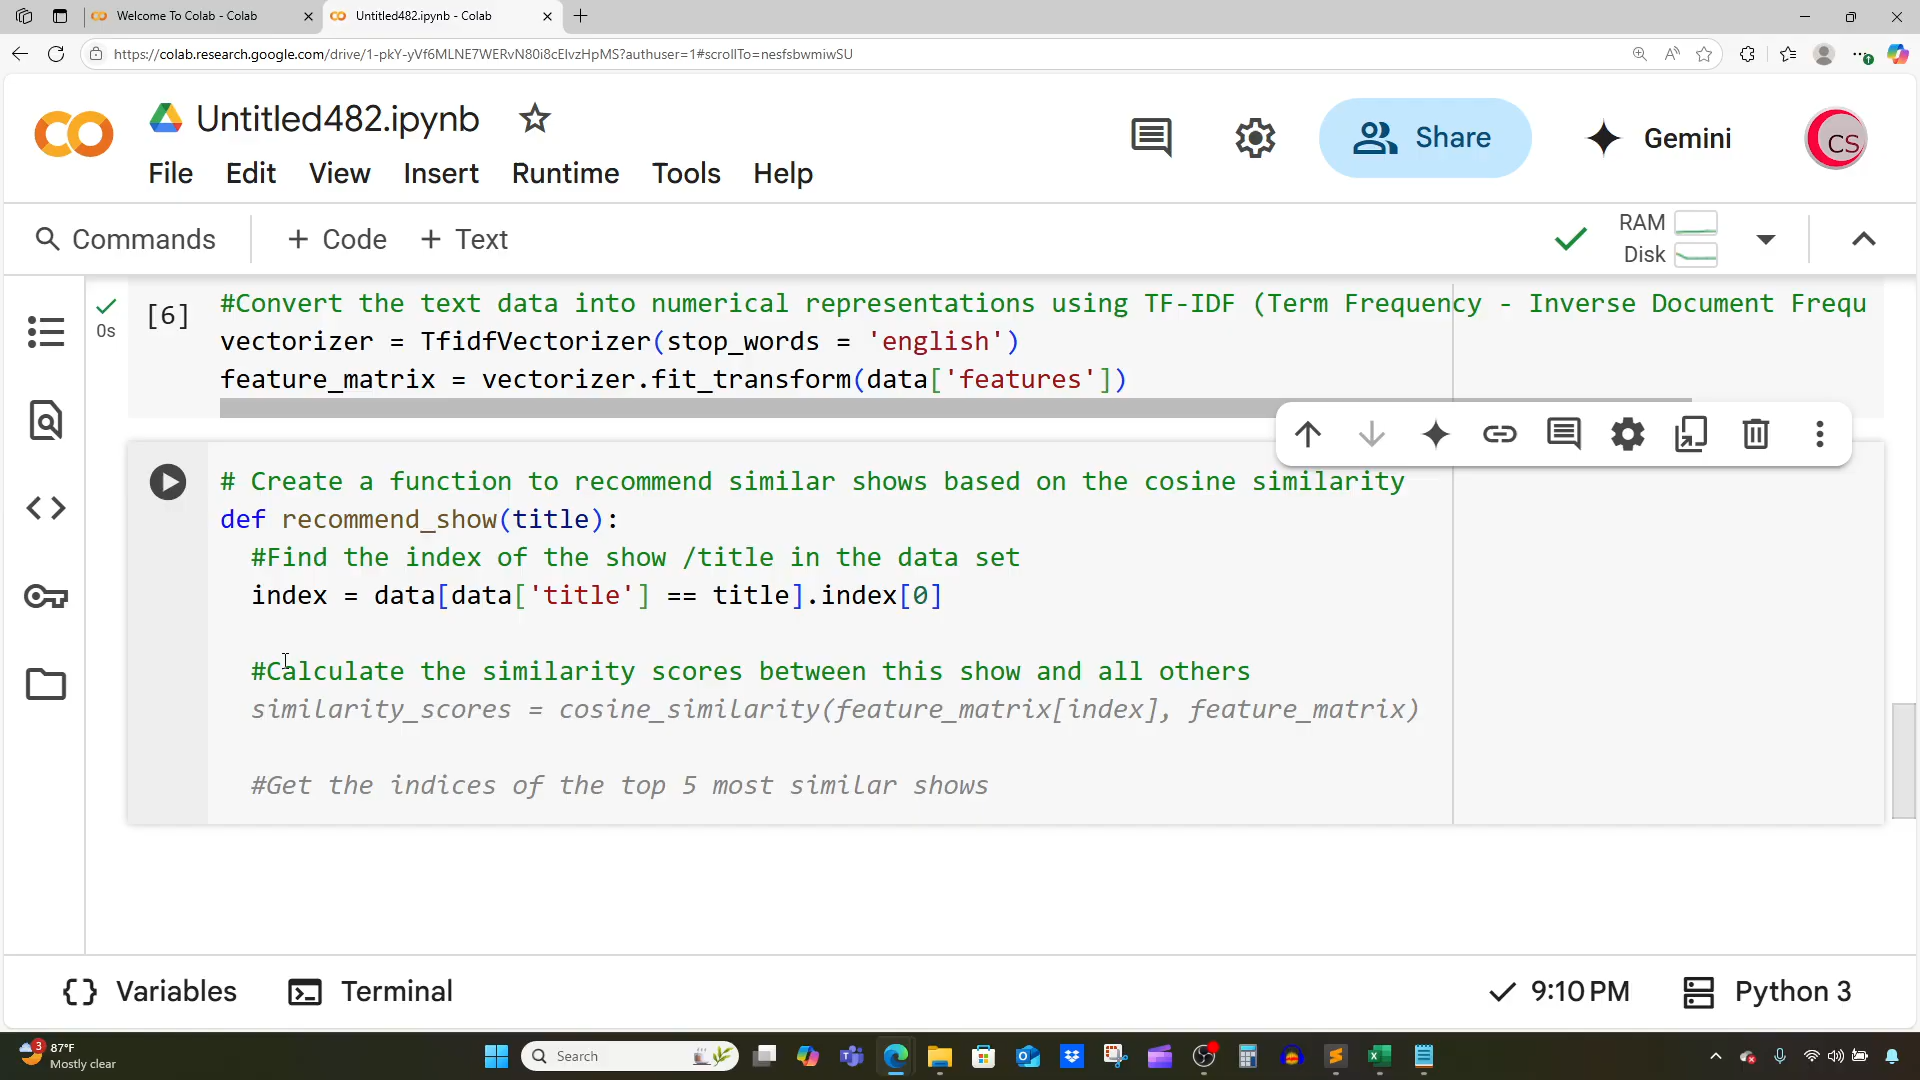 Welcome To Colab - Colab
Untitled482.ipynb - Colab
https://colab.research.google.com/drive/1-pkY-yVf6MLNE7WERvN80i8cElvzHpMS?authuser=1#scrollTo=nesfsbwmiwSU
Untitled482.ipynb
Share
Gemini
CS
File Edit View Insert Runtime Tools Help
Commands + Code + Text
RAM
Disk
0s
[6]
#Convert the text data into numerical representations using TF-IDF (Term Frequency - Inverse Document Frequ
vectorizer = TfidfVectorizer(stop_words = 'english')
feature_matrix = vectorizer.fit_transform(data['features'])
# Create a function to recommend similar shows based on the cosine similarity
def recommend_show(title):
#Find the index of the show /title in the data set
index = data[data['title'] == title].index[0]
#Calculate the similarity scores between this show and all others
similarity_scores = cosine_similarity(feature_matrix[index], feature_matrix)
#Get the indices of the top 5 most similar shows
Variables
Terminal
9:10 PM
Python 3
3
87°F
Mostly clear
Search